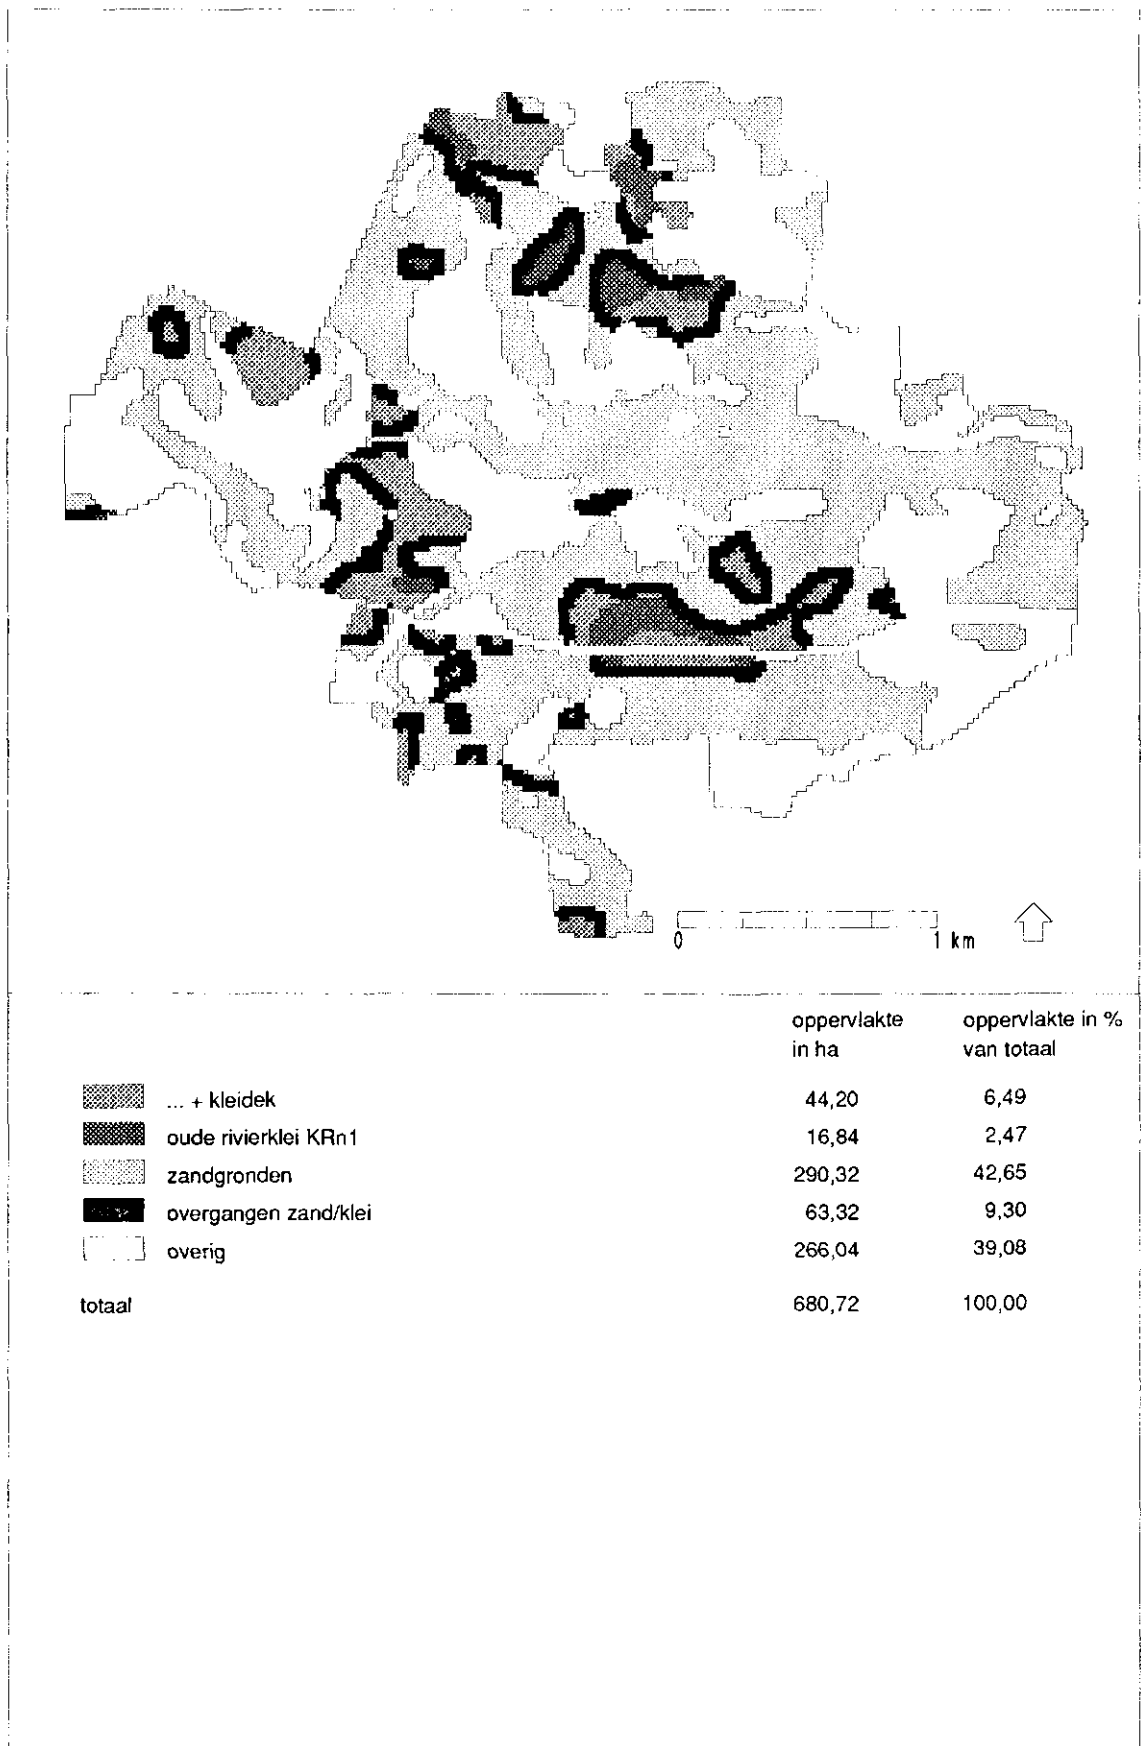 0 1 km
oppervlakte oppervlakte in %
in ha van totaal
... + kleidek 44,20 6,49
oude rivierklei KRn1 16,84 2,47
zandgronden 290,32 42,65
overgangen zand/klei 63,32 9,30
overig 266,04 39,08
totaal 680,72 100,00